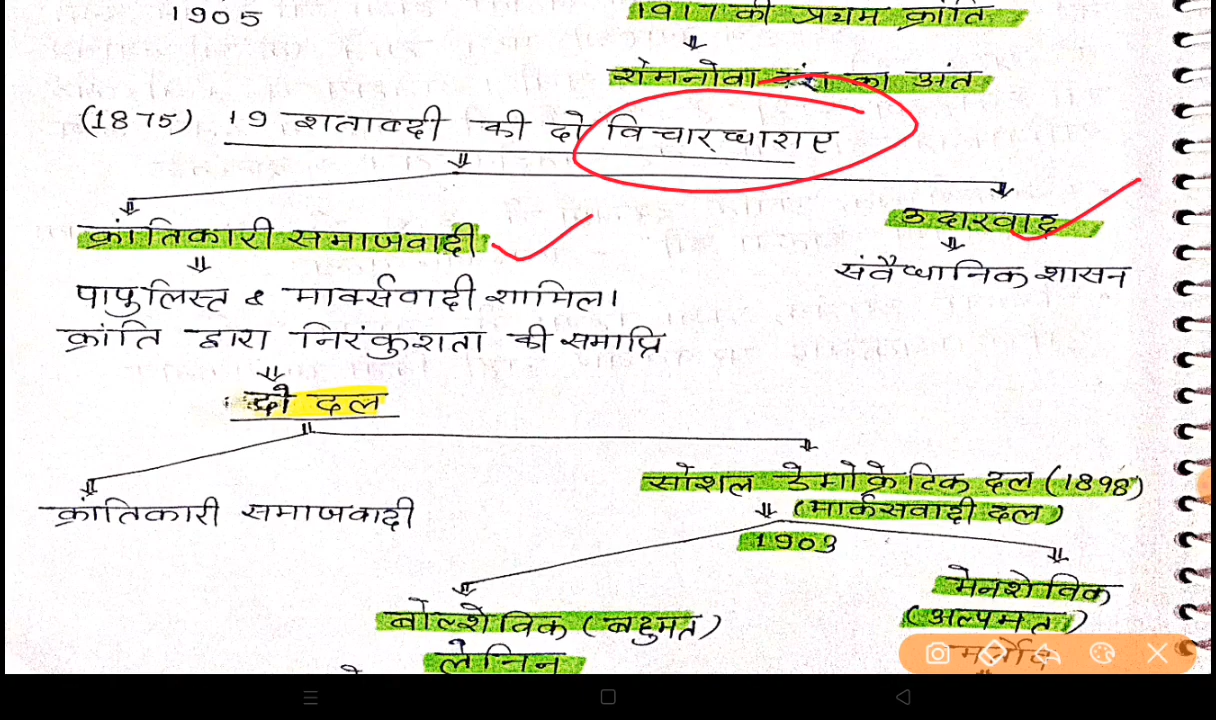 1905
1917 की प्रथम क्रांति
रोमनोवा वंश का अंत
(1875) 19 शताब्दी की दो विचारधाराए
क्रांतिकारी समाजवादी
उदारवाद
पापुलिस्ट & मार्क्सवादी शामिल।
संवैधानिक शासन
क्रांति द्वारा निरंकुशता की समाप्ति
दो दल
क्रांतिकारी समाजवादी
सोशल डेमोक्रेटिक दल (1898)
(मार्कसवादी दल)
1903
बोल्शेविक (बहुमत)
लेनिन
मेनशेविक
(अल्पमत)